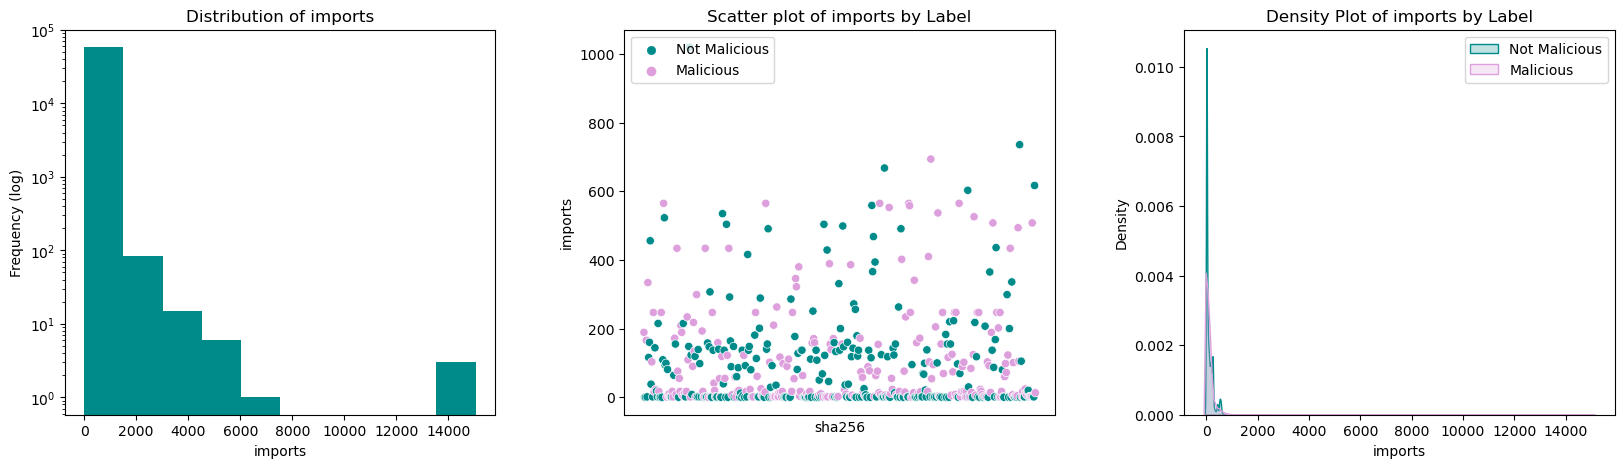 Distribution of imports
10^5
10^4
10^3
10^2
10^1
10^0
Frequency (log)
0 2000 4000 6000 8000 10000 12000 14000
imports
Scatter plot of imports by Label
Not Malicious
Malicious
1000
800
600
400
200
0
imports
sha256
Density Plot of imports by Label
Not Malicious
Malicious
0.010
0.008
0.006
0.004
0.002
0.000
Density
0 2000 4000 6000 8000 10000 12000 14000
imports